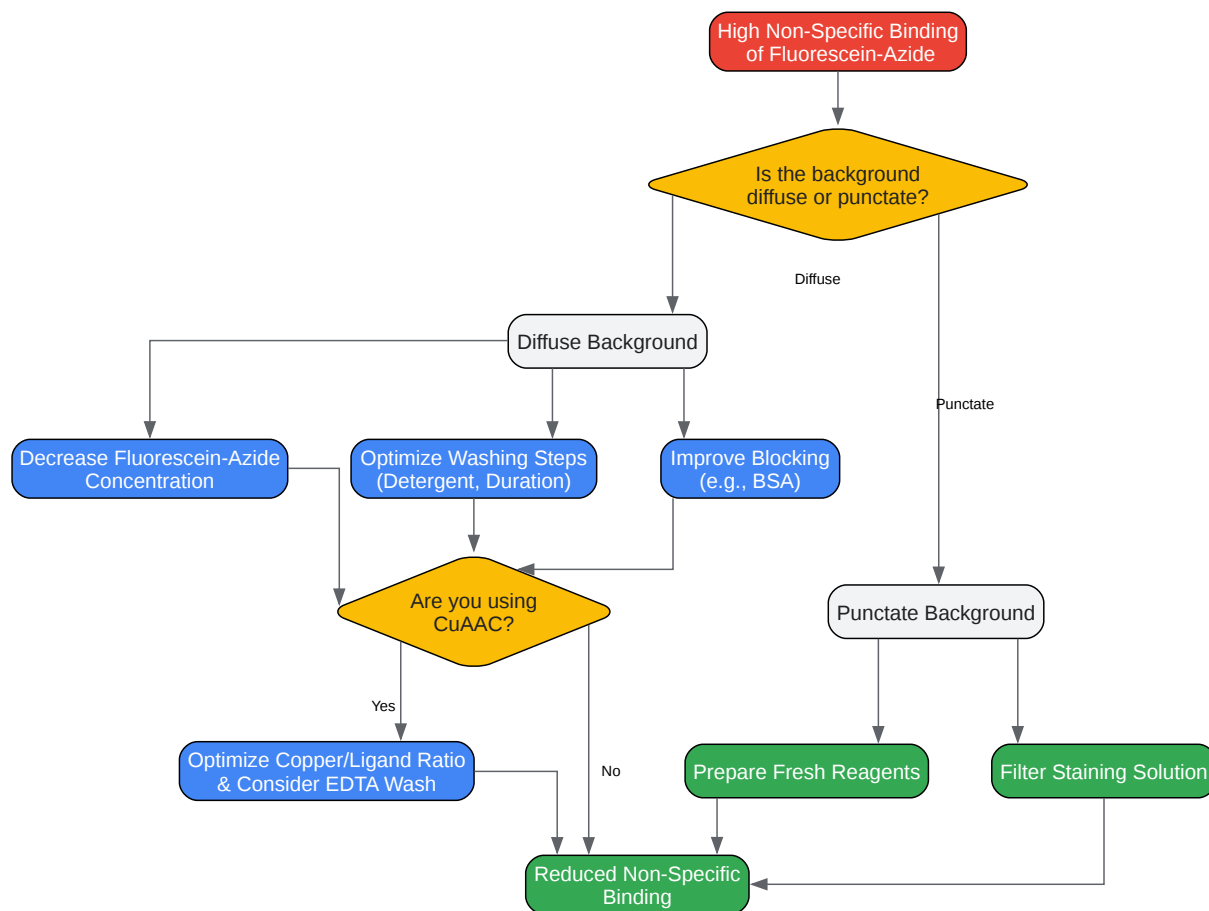 High Non-Specific Binding
of Fluorescein-Azide
Is the background
diffuse or punctate?
Diffuse
Diffuse Background
Punctate
Decrease Fluorescein-Azide
Concentration
Optimize Washing Steps
(Detergent, Duration)
Improve Blocking
(e.g., BSA)
Are you using
CuAAC?
Punctate Background
Yes
Optimize Copper/Ligand Ratio
& Consider EDTA Wash
No
Prepare Fresh Reagents
Filter Staining Solution
Reduced Non-Specific
Binding